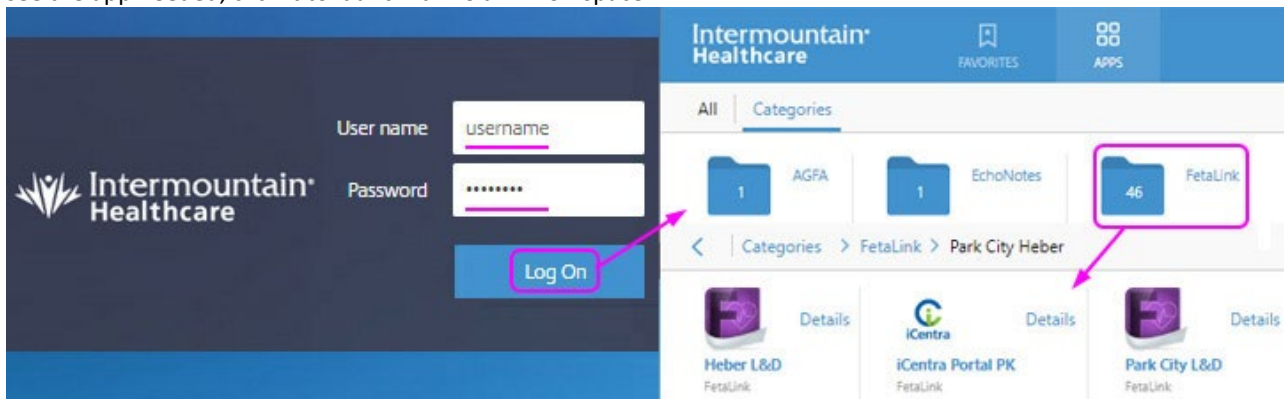 User name
username
Intermountain®
Healthcare
Password
••••••••
Log On
Intermountain®
Healthcare
FAVORITES
APPS
All Categories
1 AGFA
1 EchoNotes
46 FetaLink
< Categories > FetaLink > Park City Heber
Details
iCentra
Details
Details
Heber L&D
FetaLink
iCentra Portal PK
FetaLink
Park City L&D
FetaLink